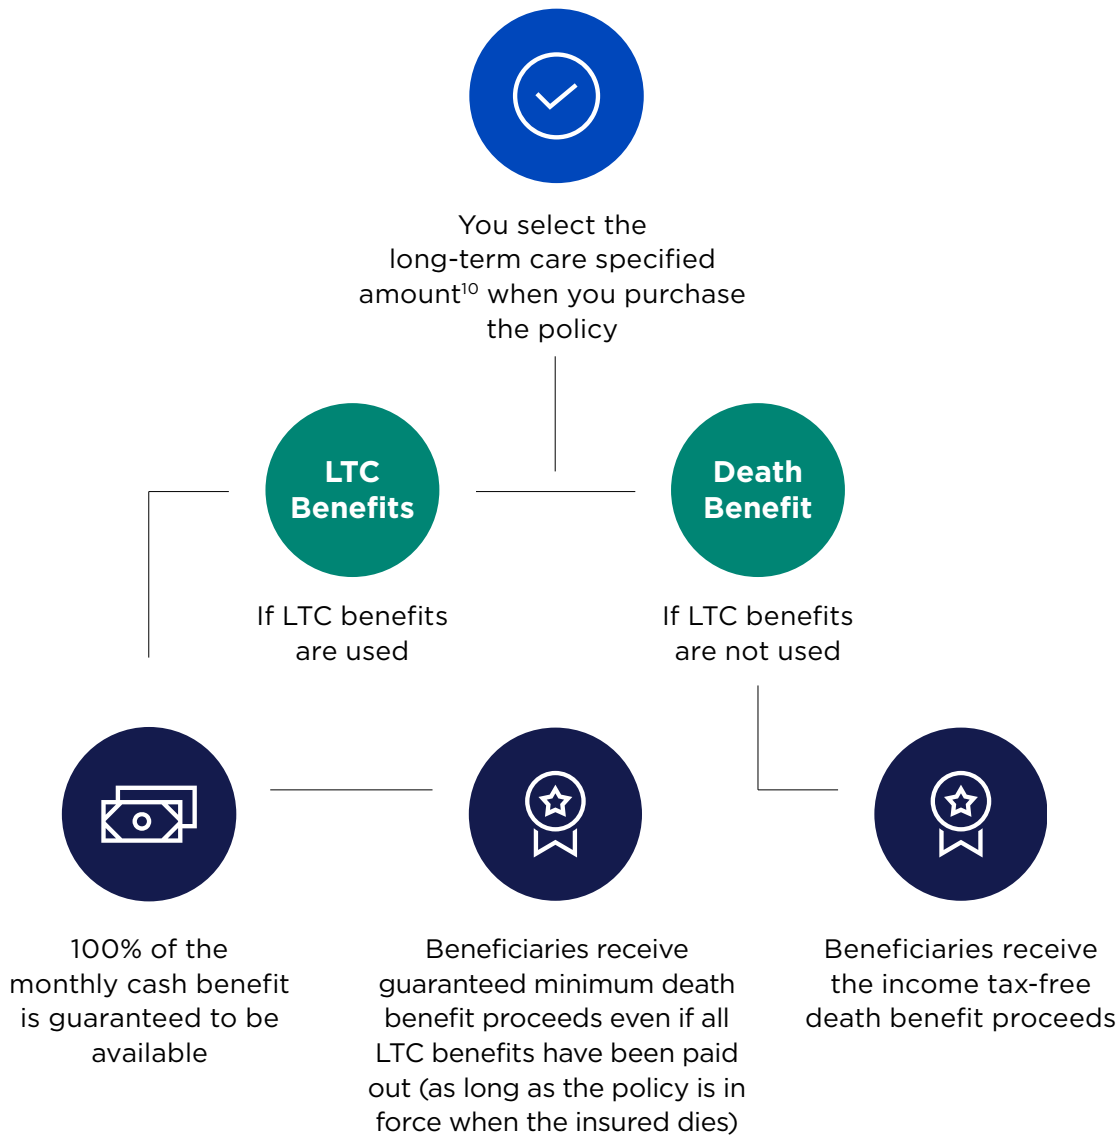 You select the
long-term care specified
amount¹⁰ when you purchase
the policy
LTC
Benefits
Death
Benefit
If LTC benefits
are used
If LTC benefits
are not used
100% of the
monthly cash benefit
is guaranteed to be
available
Beneficiaries receive
guaranteed minimum death
benefit proceeds even if all
LTC benefits have been paid
out (as long as the policy is in
force when the insured dies)
Beneficiaries receive
the income tax-free
death benefit proceeds